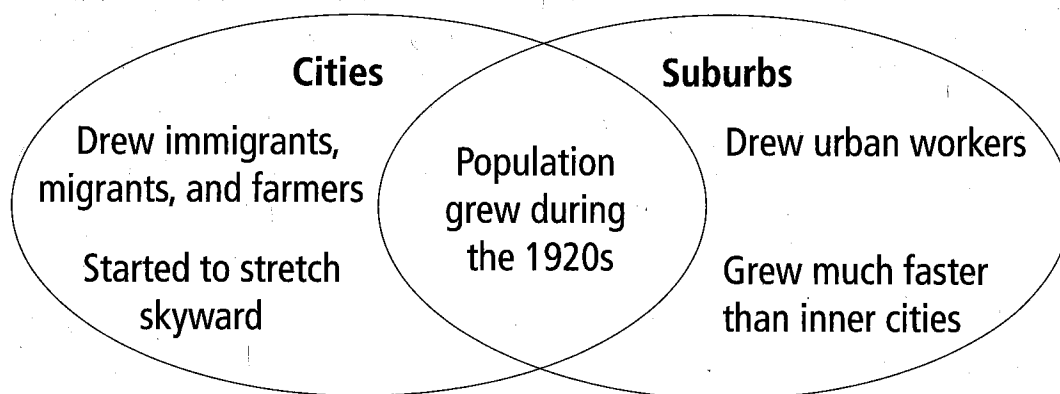 Cities
Drew immigrants,
migrants, and farmers
Started to stretch
skyward
Population
grew during
the 1920s
Suburbs
Drew urban workers
Grew much faster
than inner cities